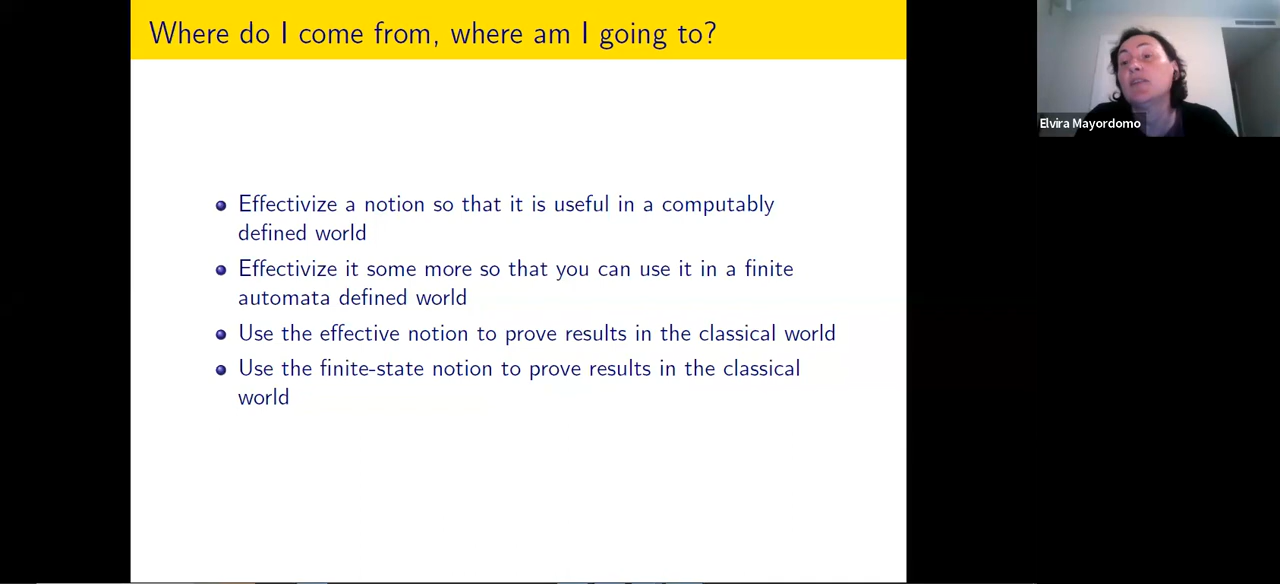 Where do I come from, where am I going to?
Elvira Mayordomo
Effectivize a notion so that it is useful in a computably
defined world
Effectivize it some more so that you can use it in a finite
automata defined world
Use the effective notion to prove results in the classical world
Use the finite-state notion to prove results in the classical
world